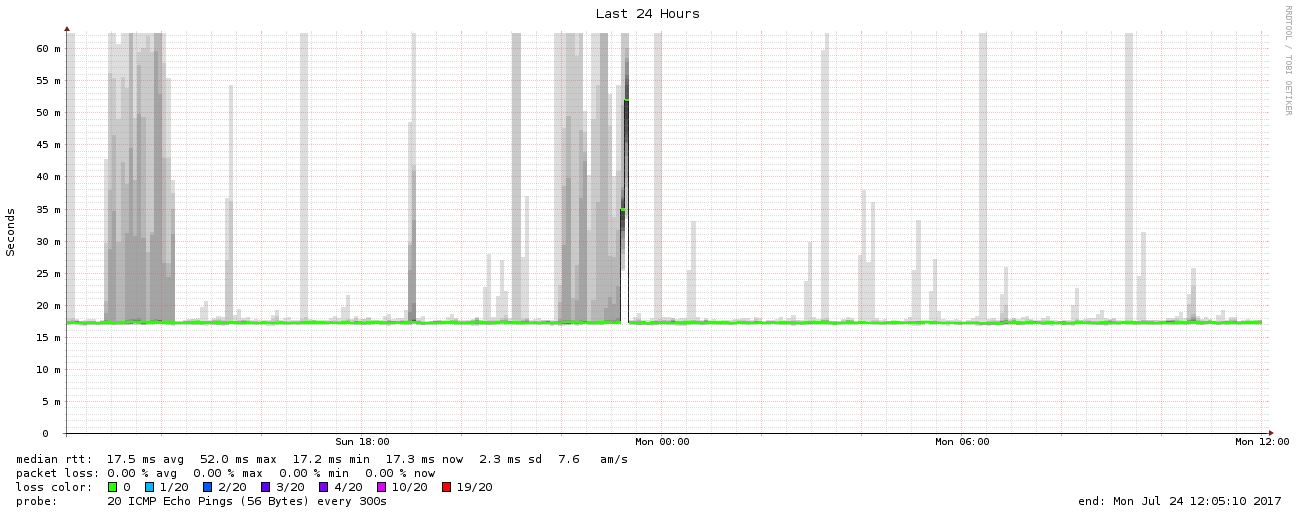 Last 24 Hours
RRDTOOL / TOBI OETIKER
Seconds
60 m
55 m
50 m
45 m
40 m
35 m
30 m
25 m
20 m
15 m
10 m
5 m
0
Sun 18:00 Mon 00:00 Mon 06:00 Mon 12:00
median rtt: 17.5 ms avg 52.0 ms max 17.2 ms min 17.3 ms now 2.3 ms sd 7.6 am/s
packet loss: 0.00 % avg 0.00 % max 0.00 % min 0.00 % now
loss color: 0 1/20 2/20 3/20 4/20 10/20 19/20
probe: 20 ICMP Echo Pings (56 Bytes) every 300s end: Mon Jul 24 12:05:10 2017